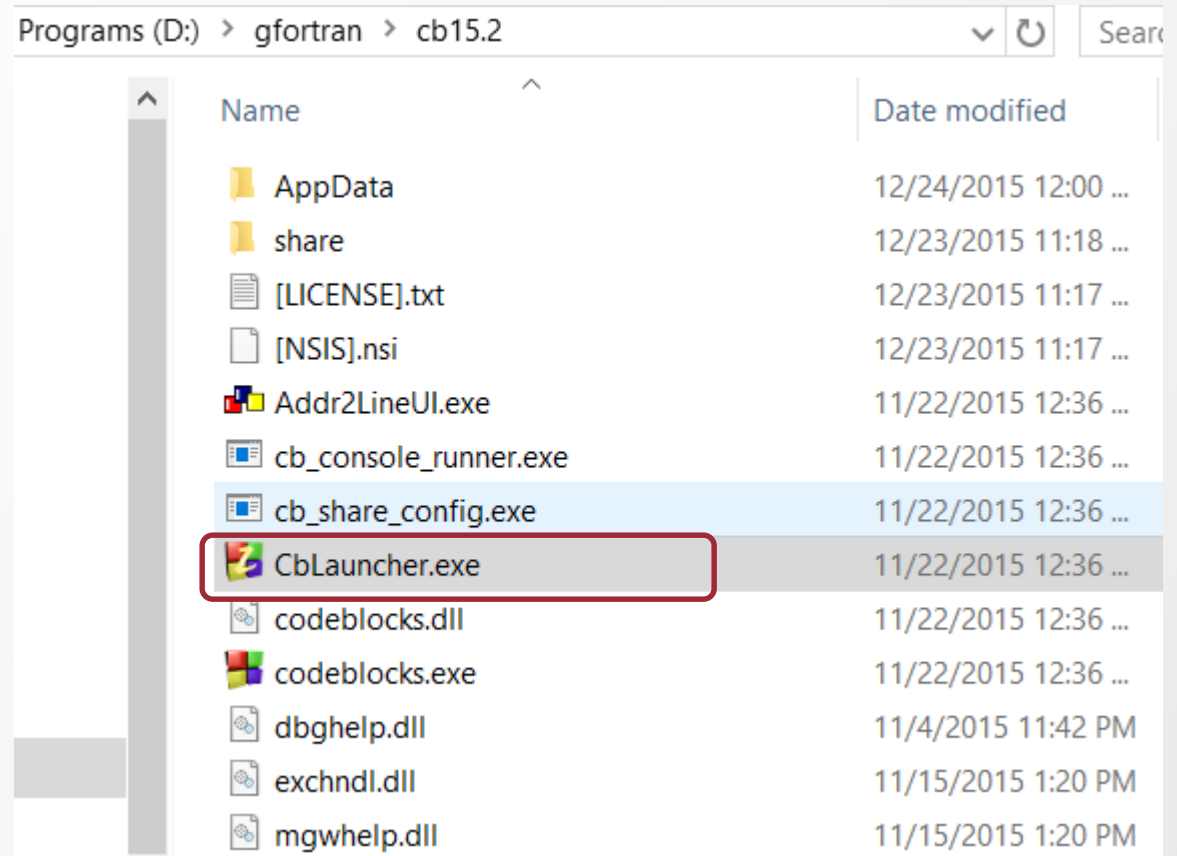 Programs (D:) > gfortran > cb15.2
Name Date modified
AppData 12/24/2015 12:00 ...
share 12/23/2015 11:18 ...
[LICENSE].txt 12/23/2015 11:17 ...
[NSIS].nsi 12/23/2015 11:17 ...
Addr2LineUI.exe 11/22/2015 12:36 ...
cb_console_runner.exe 11/22/2015 12:36 ...
cb_share_config.exe 11/22/2015 12:36 ...
CbLauncher.exe 11/22/2015 12:36 ...
codeblocks.dll 11/22/2015 12:36 ...
codeblocks.exe 11/22/2015 12:36 ...
dbghelp.dll 11/4/2015 11:42 PM
exchndl.dll 11/15/2015 1:20 PM
mgwhelp.dll 11/15/2015 1:20 PM